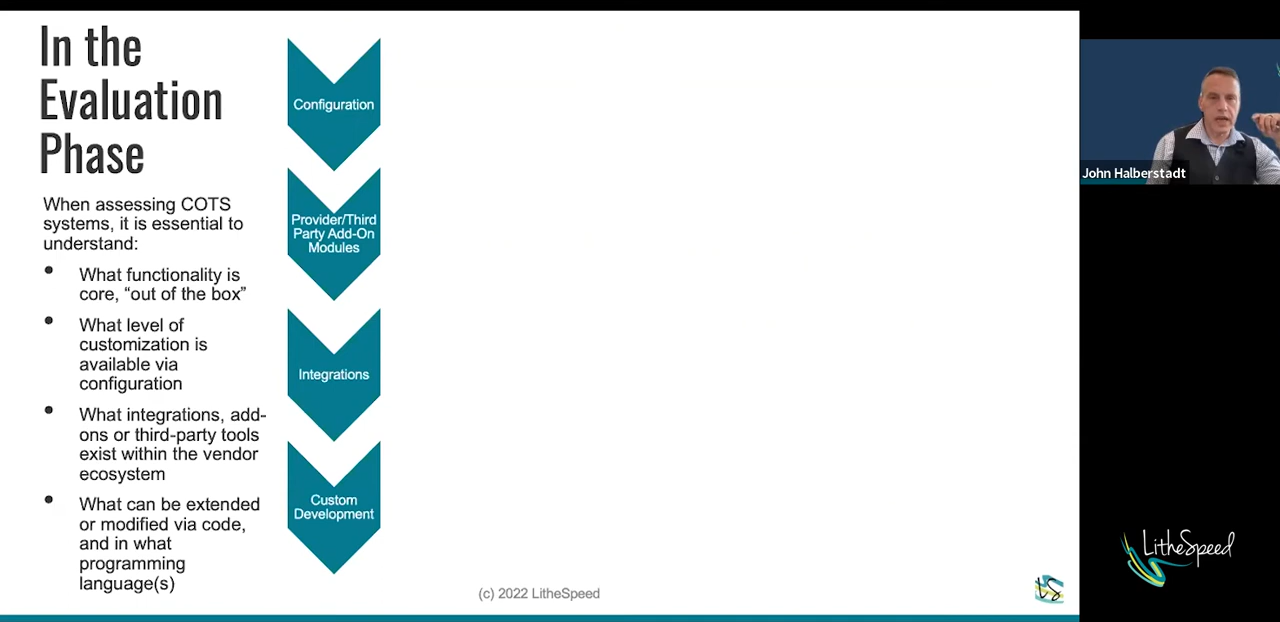 In the
Evaluation
Phase
When assessing COTS
systems, it is essential to
understand:
• What functionality is
core, “out of the box”
• What level of
customization is
available via
configuration
• What integrations, add-
ons or third-party tools
exist within the vendor
ecosystem
• What can be extended
or modified via code,
and in what
programming
language(s)
Configuration
Provider/Third
Party Add-On
Modules
Integrations
Custom
Development
(c) 2022 LitheSpeed
LS
John Halberstadt
LitheSpeed